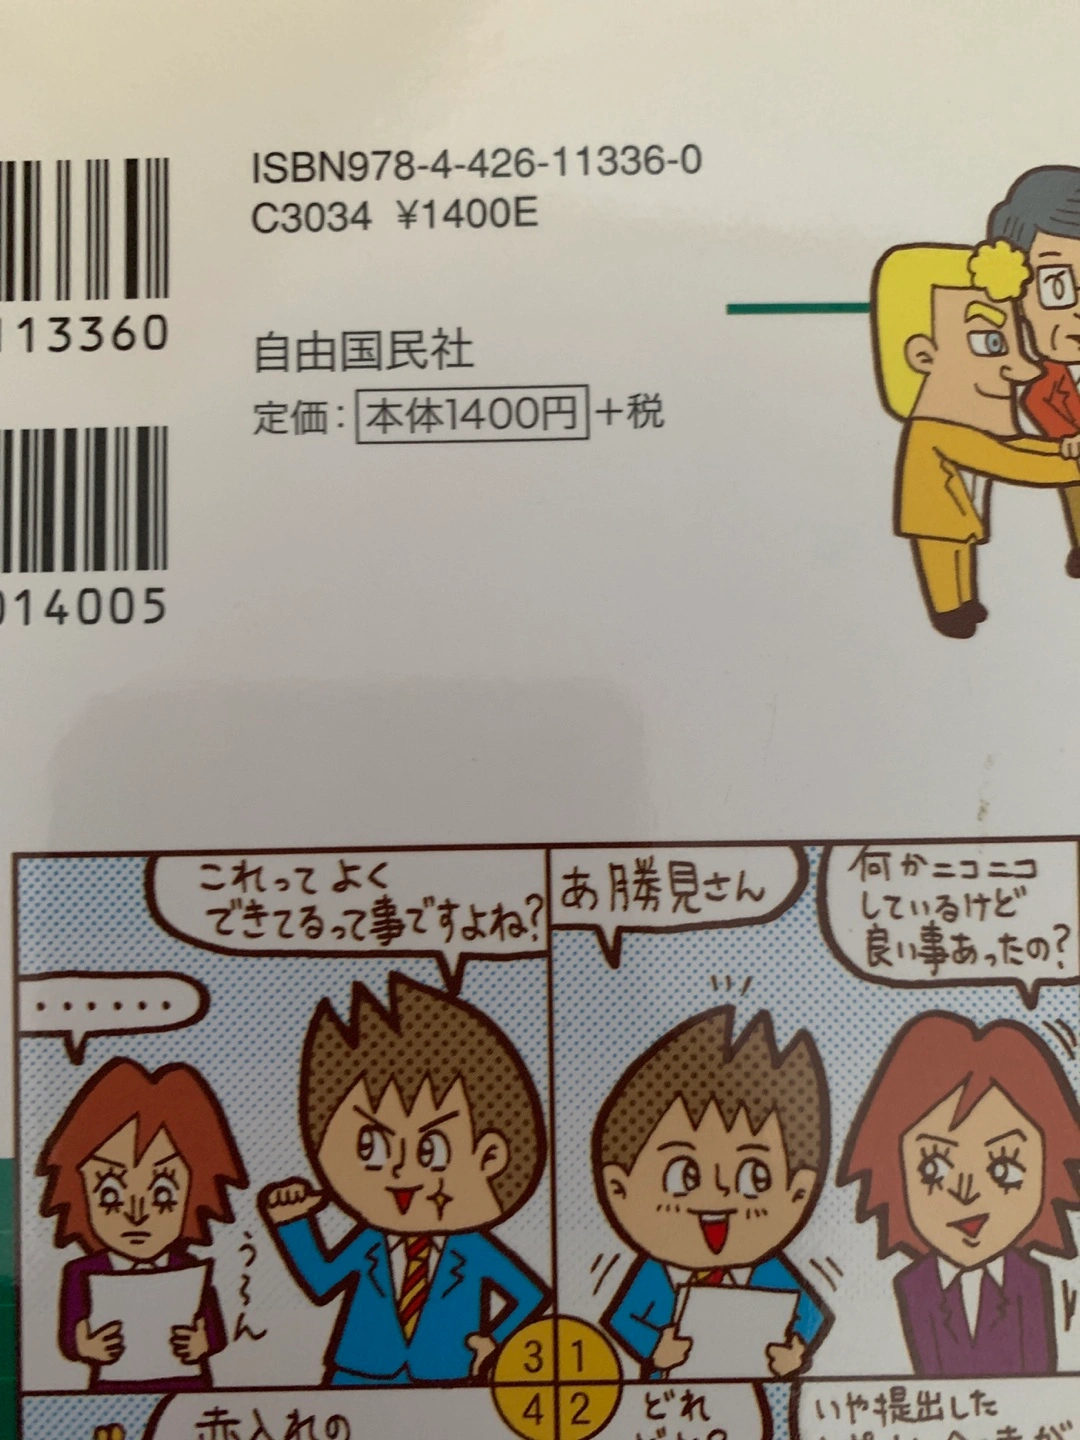 ISBN978-4-426-11336-0
C3034 ¥1400E
113360
自由国民社
定価：本体1400円+税
014005
何かニコニコ
しているけど
良い事あったの？
あ勝見さん
これってよく
できてるって事ですよね？
・・・・・・
う〜ん
3 1
4 2
いや提出した
どれ
赤入れの